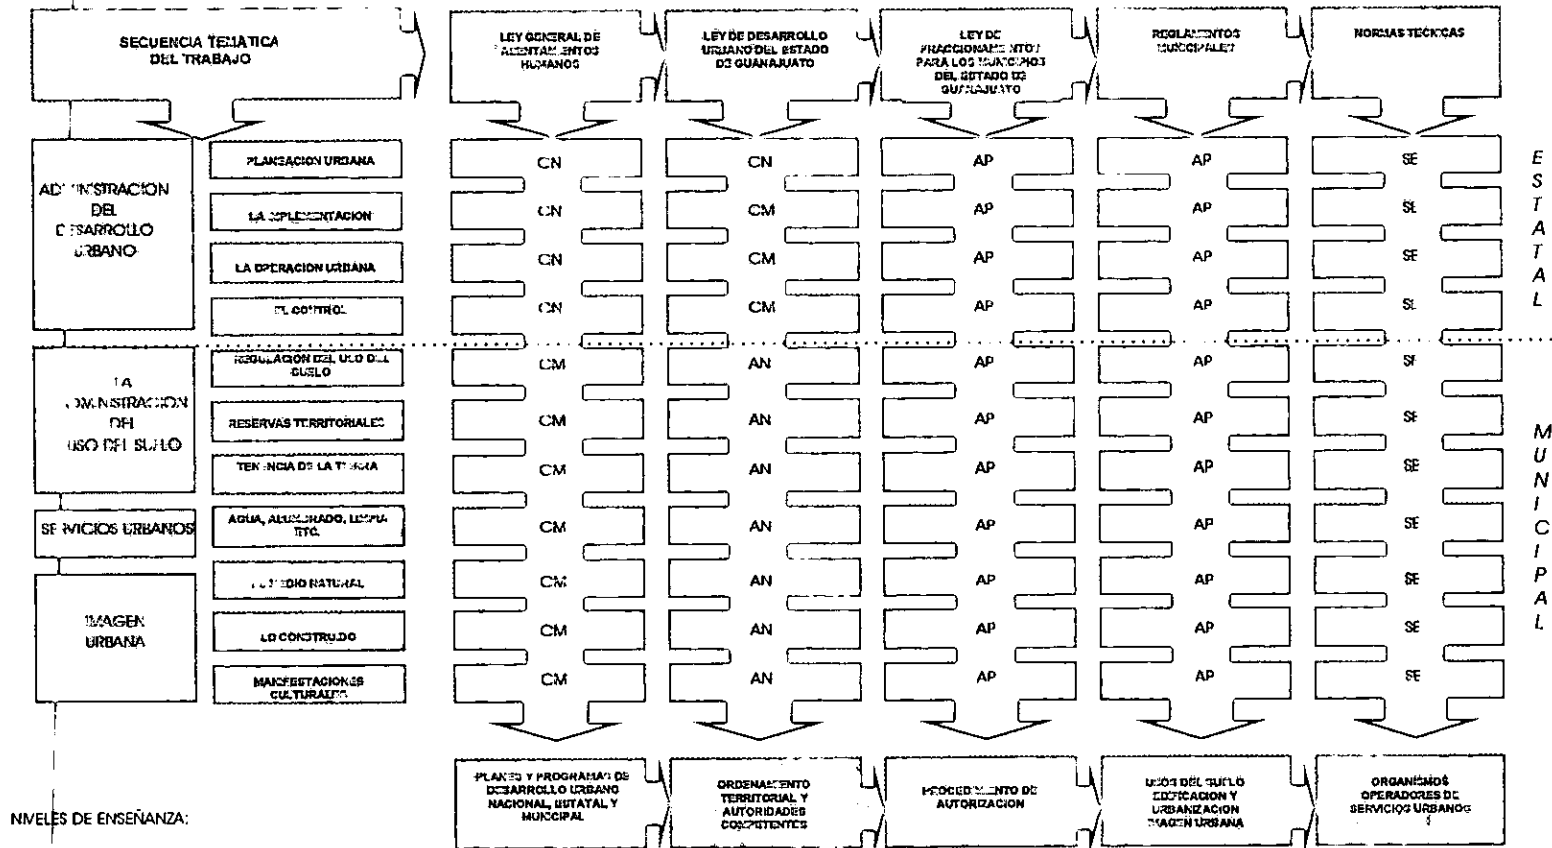 SECUENCIA TEMATICA
DEL TRABAJO
LEY GENERAL DE
ASENTAMIENTOS
HUMANOS
LEY DE DESARROLLO
URBANO DEL ESTADO
DE GUANAJUATO
LEY DE
FRACCIONAMIENTOS
PARA LOS MUNICIPIOS
DEL ESTADO DE
GUANAJUATO
REGLAMENTOS
MUNICIPALES
NORMAS TECNICAS
ADMINISTRACION
DEL
DESARROLLO
URBANO
PLANEACION URBANA
CN CN AP AP SE
LA IMPLEMENTACION
CN CM AP AP SE
LA OPERACION URBANA
CN CM AP AP SE
EL CONTROL
CN CM AP AP SE
ESTATAL
LA
ADMINISTRACION
DEL
USO DEL SUELO
REGULACION DEL USO DEL
SUELO
CM AN AP AP SE
RESERVAS TERRITORIALES
CM AN AP AP SE
TENENCIA DE LA TIERRA
CM AN AP AP SE
SERVICIOS URBANOS
AGUA, ALUMBRADO, LIMPIA
CM AN AP AP SE
IMAGEN
URBANA
MEDIO NATURAL
CM AN AP AP SE
LO CONSTRUIDO
CM AN AP AP SE
MANIFESTACIONES
CULTURALES
CM AN AP AP SE
MUNICIPAL
PLANES Y PROGRAMAS DE
DESARROLLO URBANO
NACIONAL, ESTATAL Y
MUNICIPAL
ORDENAMIENTO
TERRITORIAL Y
AUTORIDADES
COMPETENTES
PROCEDIMIENTO DE
AUTORIZACION
USOS DEL SUELO
EDIFICACION Y
URBANIZACION
IMAGEN URBANA
ORGANISMOS
OPERADORES DE
SERVICIOS URBANOS
NIVELES DE ENSEÑANZA: